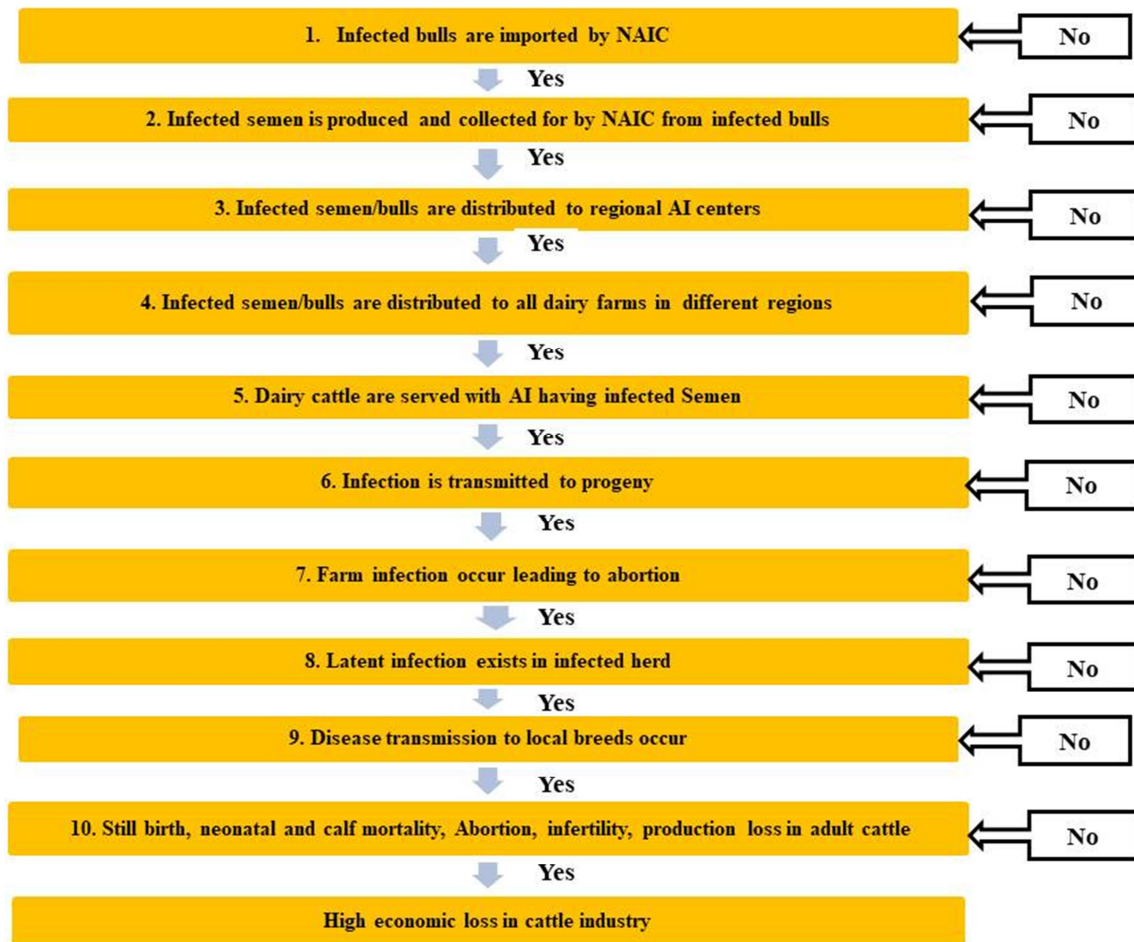 1. Infected bulls are imported by NAIC
No
Yes
2. Infected semen is produced and collected for by NAIC from infected bulls
No
Yes
3. Infected semen/bulls are distributed to regional AI centers
No
Yes
4. Infected semen/bulls are distributed to all dairy farms in different regions
No
Yes
5. Dairy cattle are served with AI having infected Semen
No
Yes
6. Infection is transmitted to progeny
No
Yes
7. Farm infection occur leading to abortion
No
Yes
8. Latent infection exists in infected herd
No
Yes
9. Disease transmission to local breeds occur
No
Yes
10. Still birth, neonatal and calf mortality, Abortion, infertility, production loss in adult cattle
No
Yes
High economic loss in cattle industry